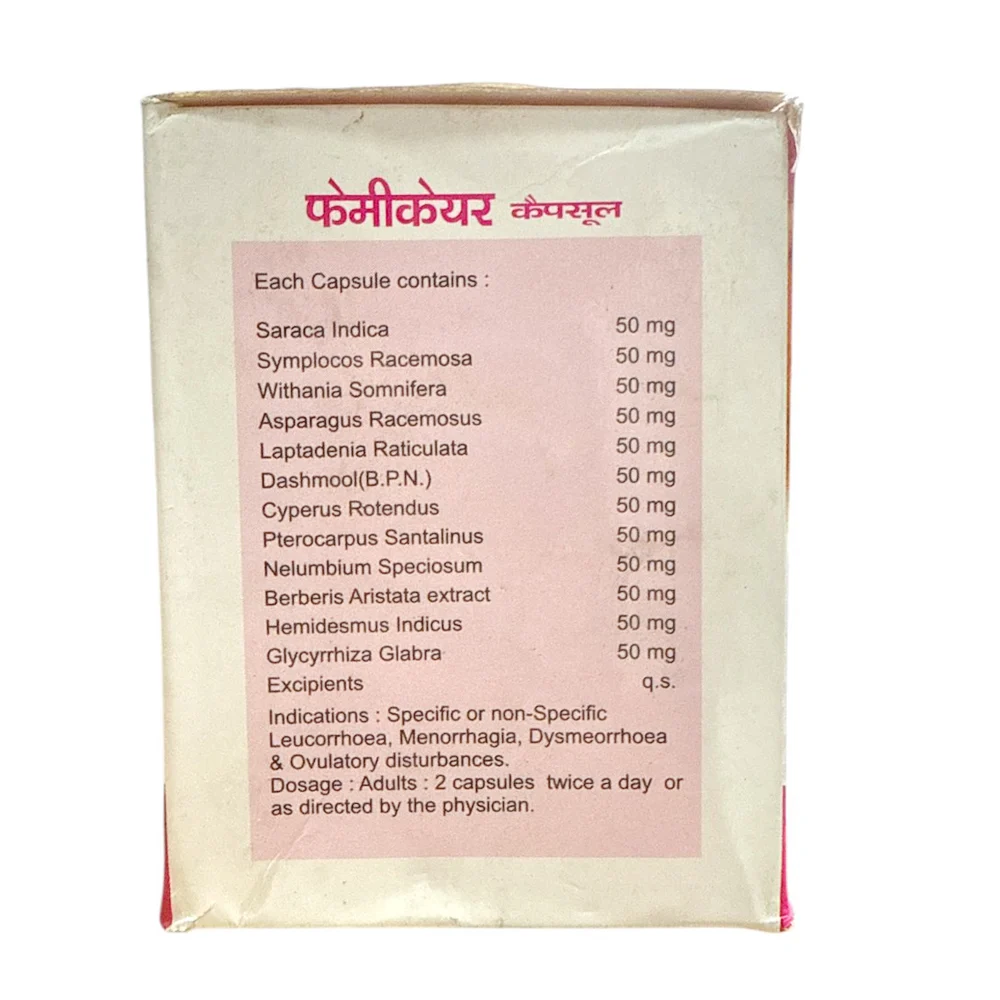 फेमीकेयर कैपसूल
Each Capsule contains :
Saraca Indica 50 mg
Symplocos Racemosa 50 mg
Withania Somnifera 50 mg
Asparagus Racemosus 50 mg
Laptadenia Raticulata 50 mg
Dashmool(B.P.N.) 50 mg
Cyperus Rotendus 50 mg
Pterocarpus Santalinus 50 mg
Nelumbium Speciosum 50 mg
Berberis Aristata extract 50 mg
Hemidesmus Indicus 50 mg
Glycyrrhiza Glabra 50 mg
Excipients q.s.
Indications : Specific or non-Specific
Leucorrhoea, Menorrhagia, Dysmeorrhoea
& Ovulatory disturbances.
Dosage : Adults : 2 capsules twice a day or
as directed by the physician.